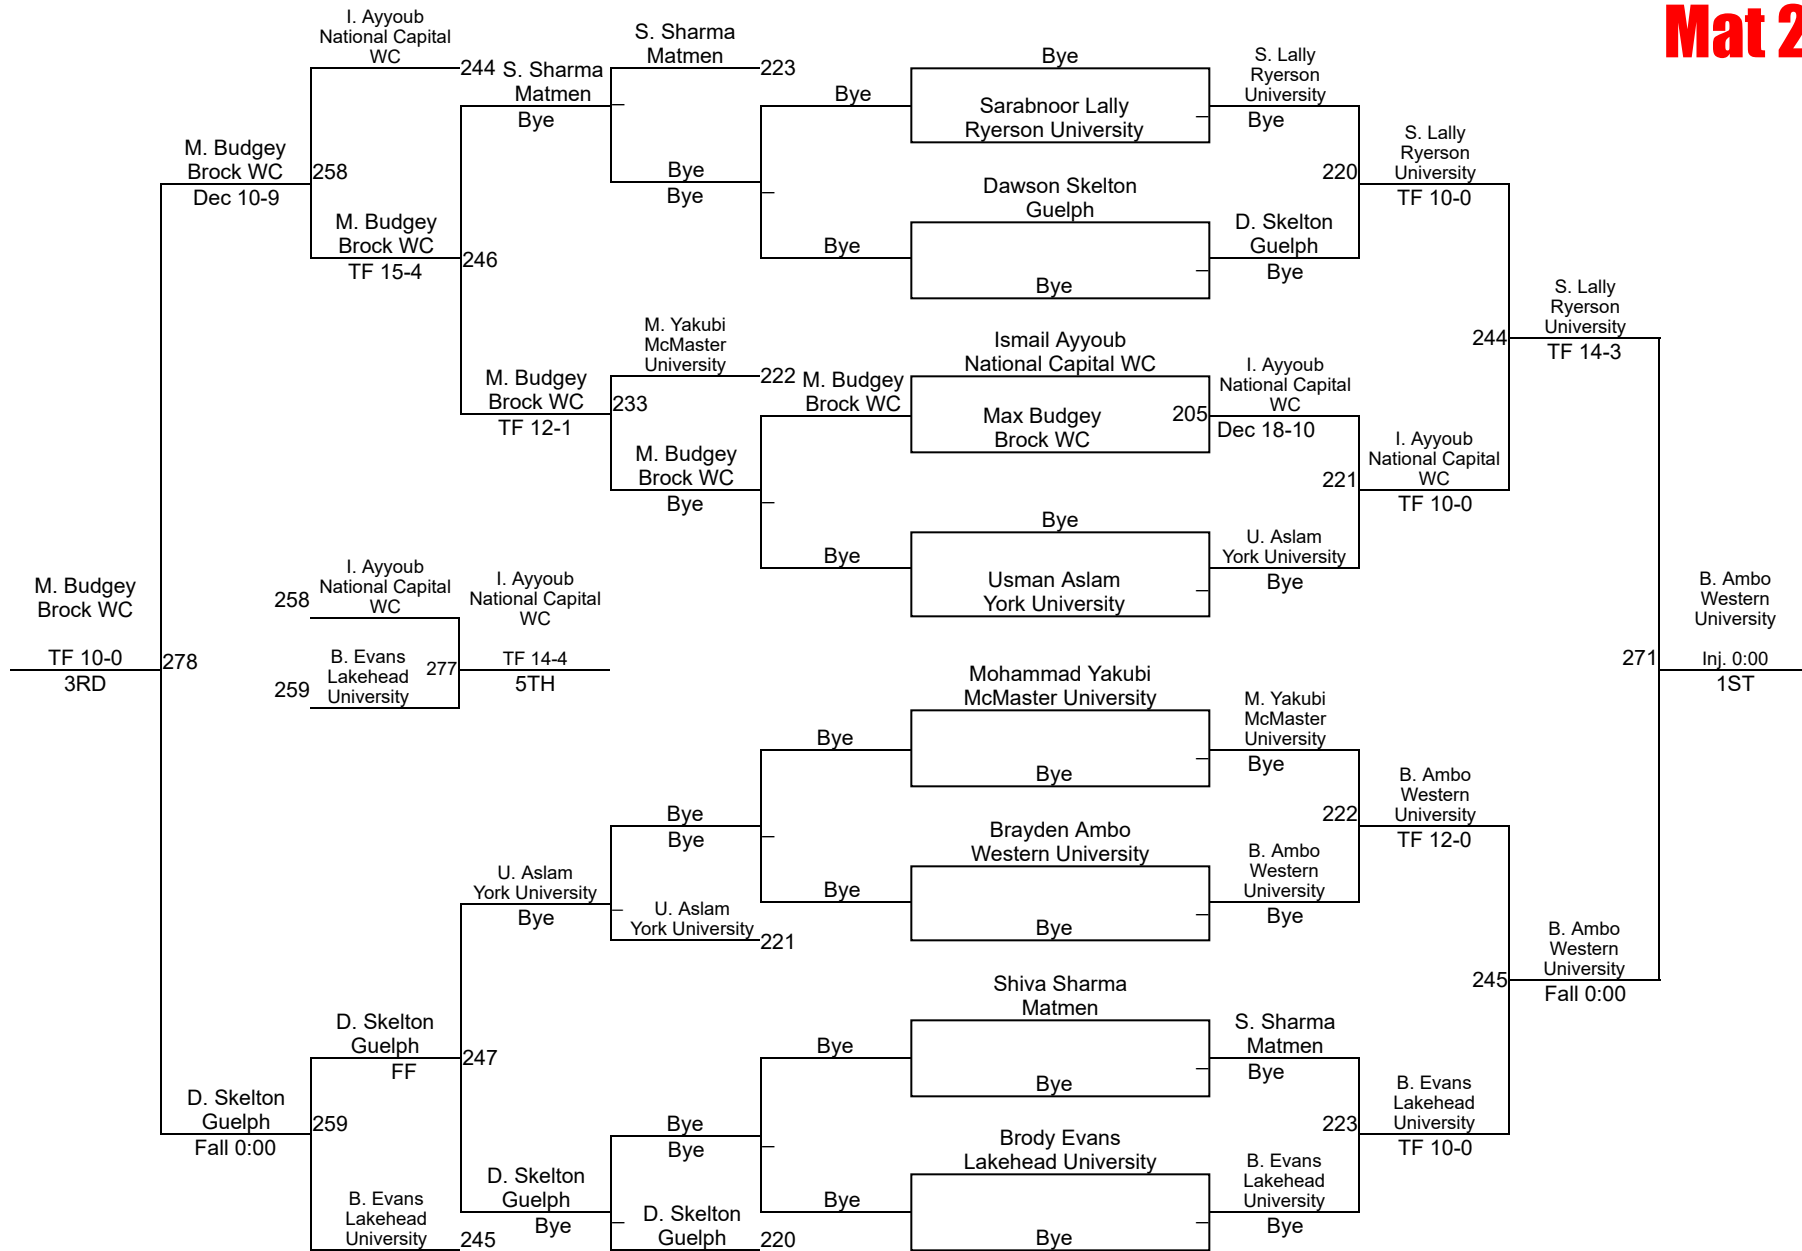 Mat 2
I. Ayyoub
National Capital
WC
244
S. Sharma
Matmen
Bye
S. Sharma
Matmen
223
Bye
Bye
Bye
Bye
Bye
Sarabnoor Lally
Ryerson University
S. Lally
Ryerson
University
Bye
Dawson Skelton
Guelph
Bye
D. Skelton
Guelph
Bye
220
S. Lally
Ryerson
University
TF 10-0
M. Budgey
Brock WC
Dec 10-9
258
M. Budgey
Brock WC
TF 15-4
246
M. Budgey
Brock WC
TF 12-1
233
M. Yakubi
McMaster
University
222
M. Budgey
Brock WC
Bye
M. Budgey
Brock WC
Bye
Ismail Ayyoub
National Capital WC
Max Budgey
Brock WC
205
I. Ayyoub
National Capital
WC
Dec 18-10
Bye
Usman Aslam
York University
U. Aslam
York University
Bye
221
I. Ayyoub
National Capital
WC
TF 10-0
244
S. Lally
Ryerson
University
TF 14-3
M. Budgey
Brock WC
TF 10-0
3RD
278
258
I. Ayyoub
National Capital
WC
259
B. Evans
Lakehead
University
277
I. Ayyoub
National Capital
WC
TF 14-4
5TH
271
B. Ambo
Western
University
Inj. 0:00
1ST
Bye
Bye
Bye
Bye
Mohammad Yakubi
McMaster University
Bye
M. Yakubi
McMaster
University
Bye
Brayden Ambo
Western University
Bye
B. Ambo
Western
University
Bye
222
B. Ambo
Western
University
TF 12-0
U. Aslam
York University
Bye
U. Aslam
York University
221
245
B. Ambo
Western
University
Fall 0:00
D. Skelton
Guelph
FF
247
D. Skelton
Guelph
Fall 0:00
259
B. Evans
Lakehead
University
245
D. Skelton
Guelph
Bye
Bye
Bye
D. Skelton
Guelph
220
Bye
Bye
Shiva Sharma
Matmen
Bye
S. Sharma
Matmen
Bye
Brody Evans
Lakehead University
Bye
B. Evans
Lakehead
University
Bye
223
B. Evans
Lakehead
University
TF 10-0